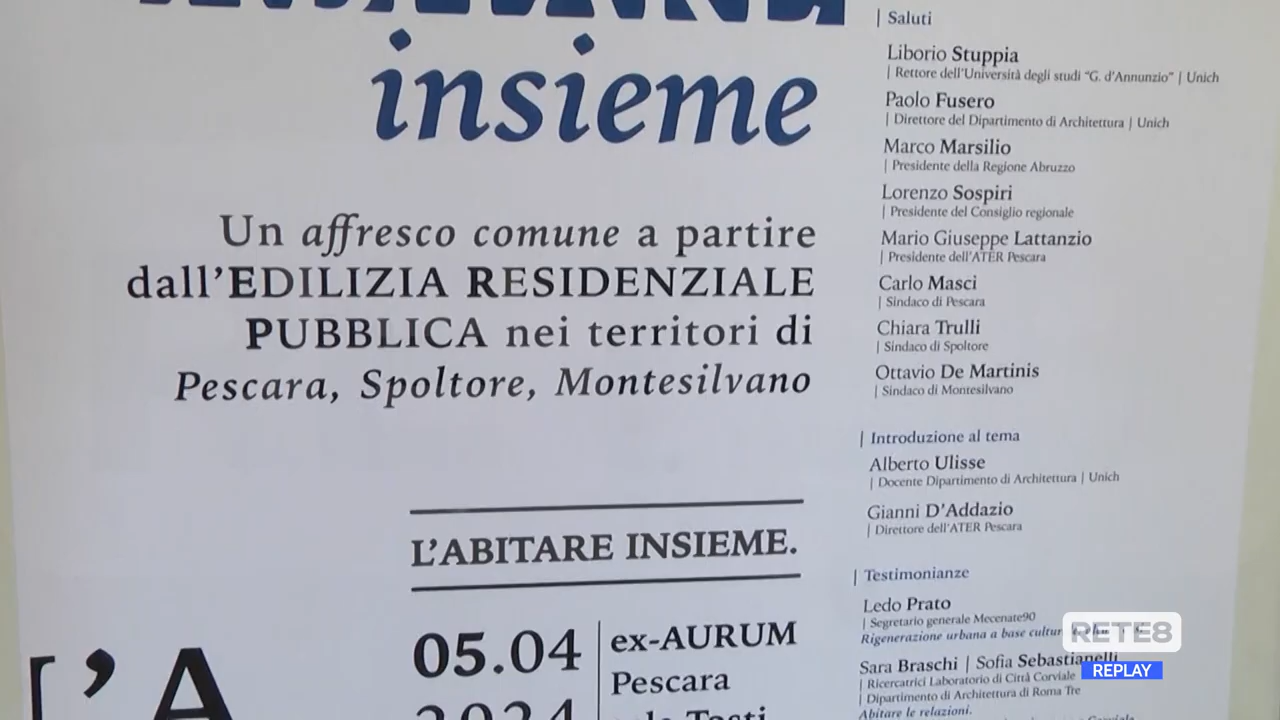 insieme
Un affresco comune a partire
dall'EDILIZIA RESIDENZIALE
PUBBLICA nei territori di
Pescara, Spoltore, Montesilvano
L'ABITARE INSIEME.
05.04
2024
ex-AURUM
Pescara
Tosti
L'A
| Saluti
Liborio Stuppia
| Rettore dell'Università degli studi "G. d'Annunzio" | Unich
Paolo Fusero
| Direttore del Dipartimento di Architettura | Unich
Marco Marsilio
| Presidente della Regione Abruzzo
Lorenzo Sospiri
| Presidente del Consiglio regionale
Mario Giuseppe Lattanzio
| Presidente dell'ATER Pescara
Carlo Masci
| Sindaco di Pescara
Chiara Trulli
| Sindaco di Spoltore
Ottavio De Martinis
| Sindaco di Montesilvano
| Introduzione al tema
Alberto Ulisse
| Docente Dipartimento di Architettura | Unich
Gianni D'Addazio
| Direttore dell'ATER Pescara
| Testimonianze
Ledo Prato
| Segretario generale Mecenate90
Rigenerazione urbana a base
Sara Braschi | Sofia Sebastianelli
| Ricercatrici Laboratorio di Città Corviale
| Dipartimento di Architettura di Roma Tre
Abitare le relazioni.
Corviale
RETE8
REPLAY